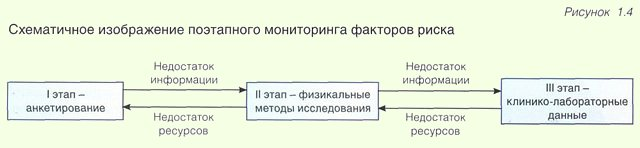 Рисунок 1.4
Схематичное изображение поэтапного мониторинга факторов риска
Недостаток
информации
Недостаток
информации
I этап –
анкетирование
II этап – физикальные
методы исследования
III этап –
клинико-лабораторные
данные
Недостаток
ресурсов
Недостаток
ресурсов